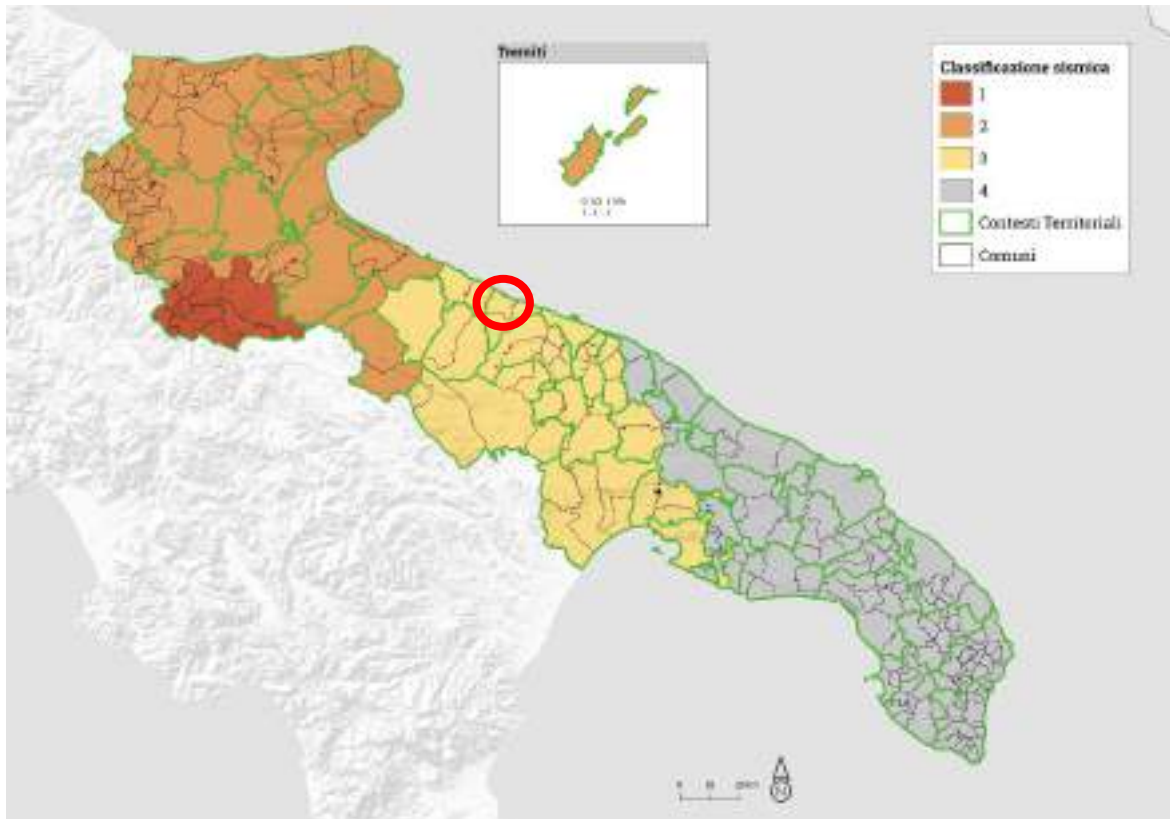 Tremiti
Classificazione sismica
1
2
3
4
Contesti Territoriali
Comuni